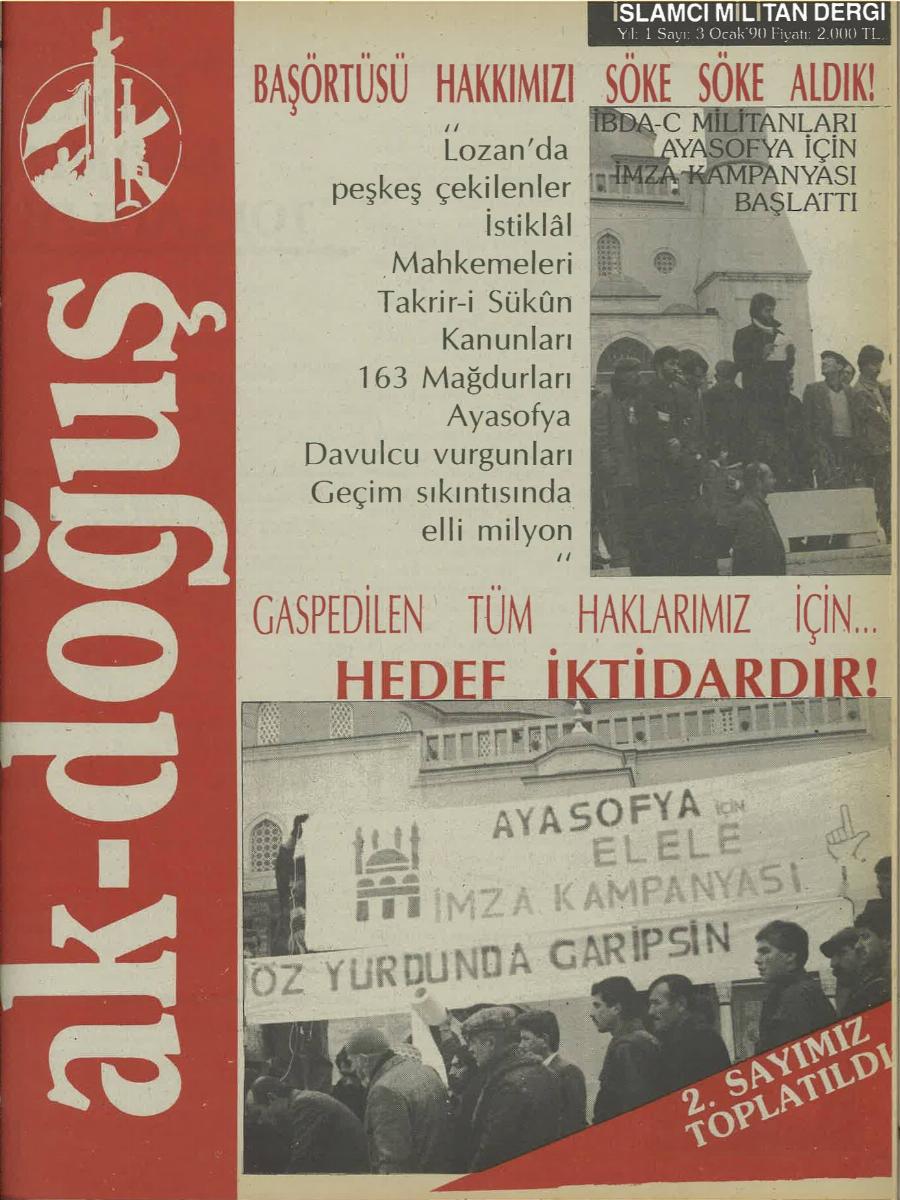 İSLAMCI MİLİTAN DERGİ
Yıl: 1 Sayı: 3 Ocak'90 Fiyatı: 2.000 TL.
ak-doğuş
BAŞÖRTÜSÜ HAKKIMIZI SÖKE SÖKE ALDIK!
"
Lozan'da
peşkeş çekilenler
İstiklâl
Mahkemeleri
Takrir-i Sükûn
Kanunları
163 Mağdurları
Ayasofya
Davulcu vurgunları
Geçim sıkıntısında
elli milyon
"
İBDA-C MİLİTANLARI
AYASOFYA İÇİN
İMZA KAMPANYASI
BAŞLATTI
GASPEDİLEN TÜM HAKLARIMIZ İÇİN...
HEDEF İKTİDARDIR!
AYASOFYA İÇİN
ELELE
İMZA KAMPANYASI
ÖZ YURDUNDA GARİPSİN
2. SAYIMIZ
TOPLATILDI